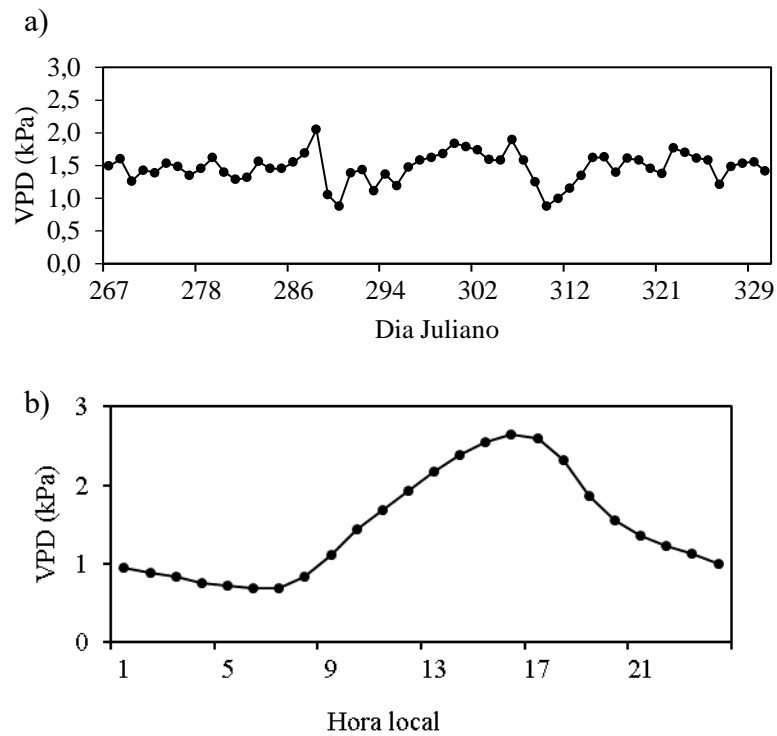 a)
3,0
2,5
2,0
1,5
1,0
0,5
0,0
VPD (kPa)
267 278 286 294 302 312 321 329
Dia Juliano
b)
3
2
1
0
VPD (kPa)
1 5 9 13 17 21
Hora local